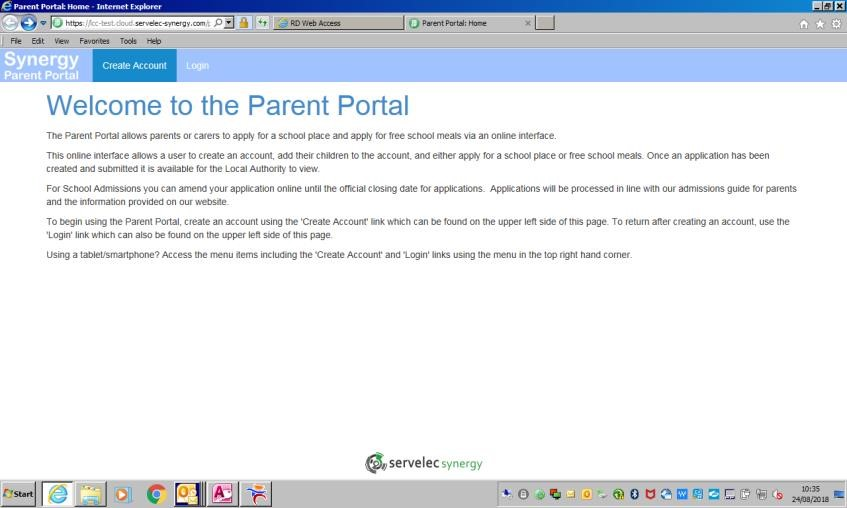 Parent Portal: Home - Internet Explorer
https://lcc-test.cloud.servelec-synergy.com/
RD Web Access
Parent Portal: Home
File Edit View Favorites Tools Help
Synergy
Parent Portal
Create Account
Login
Welcome to the Parent Portal
The Parent Portal allows parents or carers to apply for a school place and apply for free school meals via an online interface.
This online interface allows a user to create an account, add their children to the account, and either apply for a school place or free school meals. Once an application has been
created and submitted it is available for the Local Authority to view.
For School Admissions you can amend your application online until the official closing date for applications. Applications will be processed in line with our admissions guide for parents
and the information provided on our website.
To begin using the Parent Portal, create an account using the 'Create Account' link which can be found on the upper left side of this page. To return after creating an account, use the
'Login' link which can also be found on the upper left side of this page.
Using a tablet/smartphone? Access the menu items including the 'Create Account' and 'Login' links using the menu in the top right hand corner.
servelec synergy
Start
10:35
24/08/2018